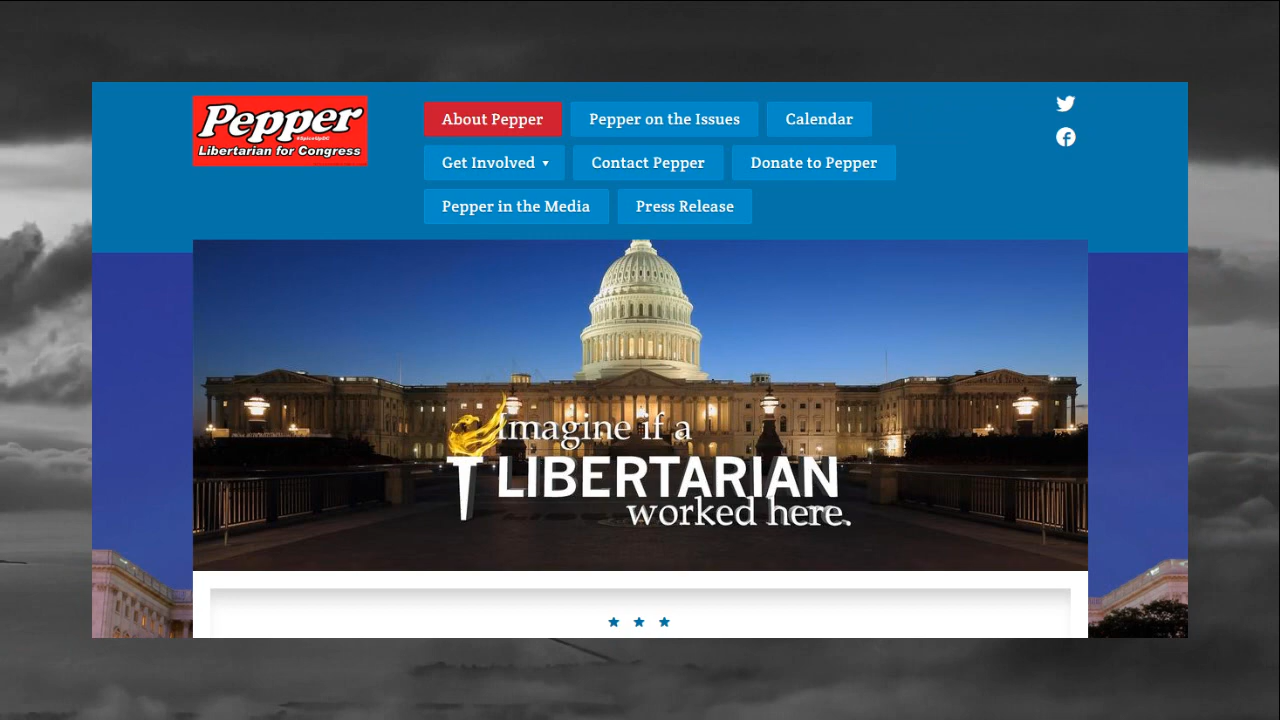 Pepper
#SpiceUpDC
Libertarian for Congress
About Pepper
Pepper on the Issues
Calendar
Get Involved ▾
Contact Pepper
Donate to Pepper
Pepper in the Media
Press Release
Imagine if a
LIBERTARIAN
worked here.